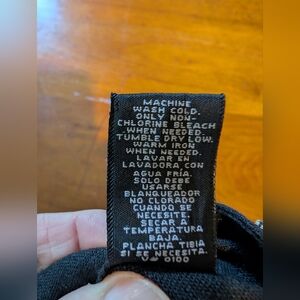 MACHINE
WASH COLD.
ONLY NON-
CHLORINE BLEACH
WHEN NEEDED.
TUMBLE DRY LOW.
WARM IRON
WHEN NEEDED.
LAVAR EN
LAVADORA CON
AGUA FRÍA.
SOLO DEBE
USARSE
BLANQUEADOR
NO CLORADO
CUANDO SE
NECESITE.
SECAR A
TEMPERATURA
BAJA.
PLANCHA TIBIA
SI SE NECESITA.
0100